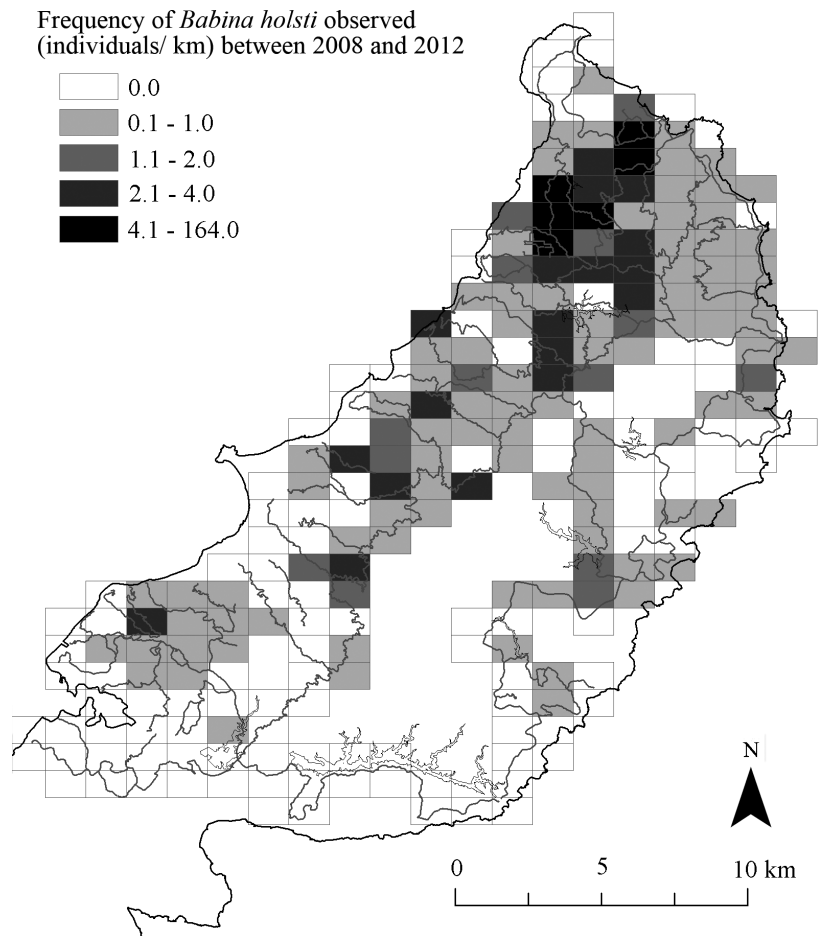 Frequency of Babina holsti observed
(individuals/ km) between 2008 and 2012
0.0
0.1 - 1.0
1.1 - 2.0
2.1 - 4.0
4.1 - 164.0
N
0 5 10 km